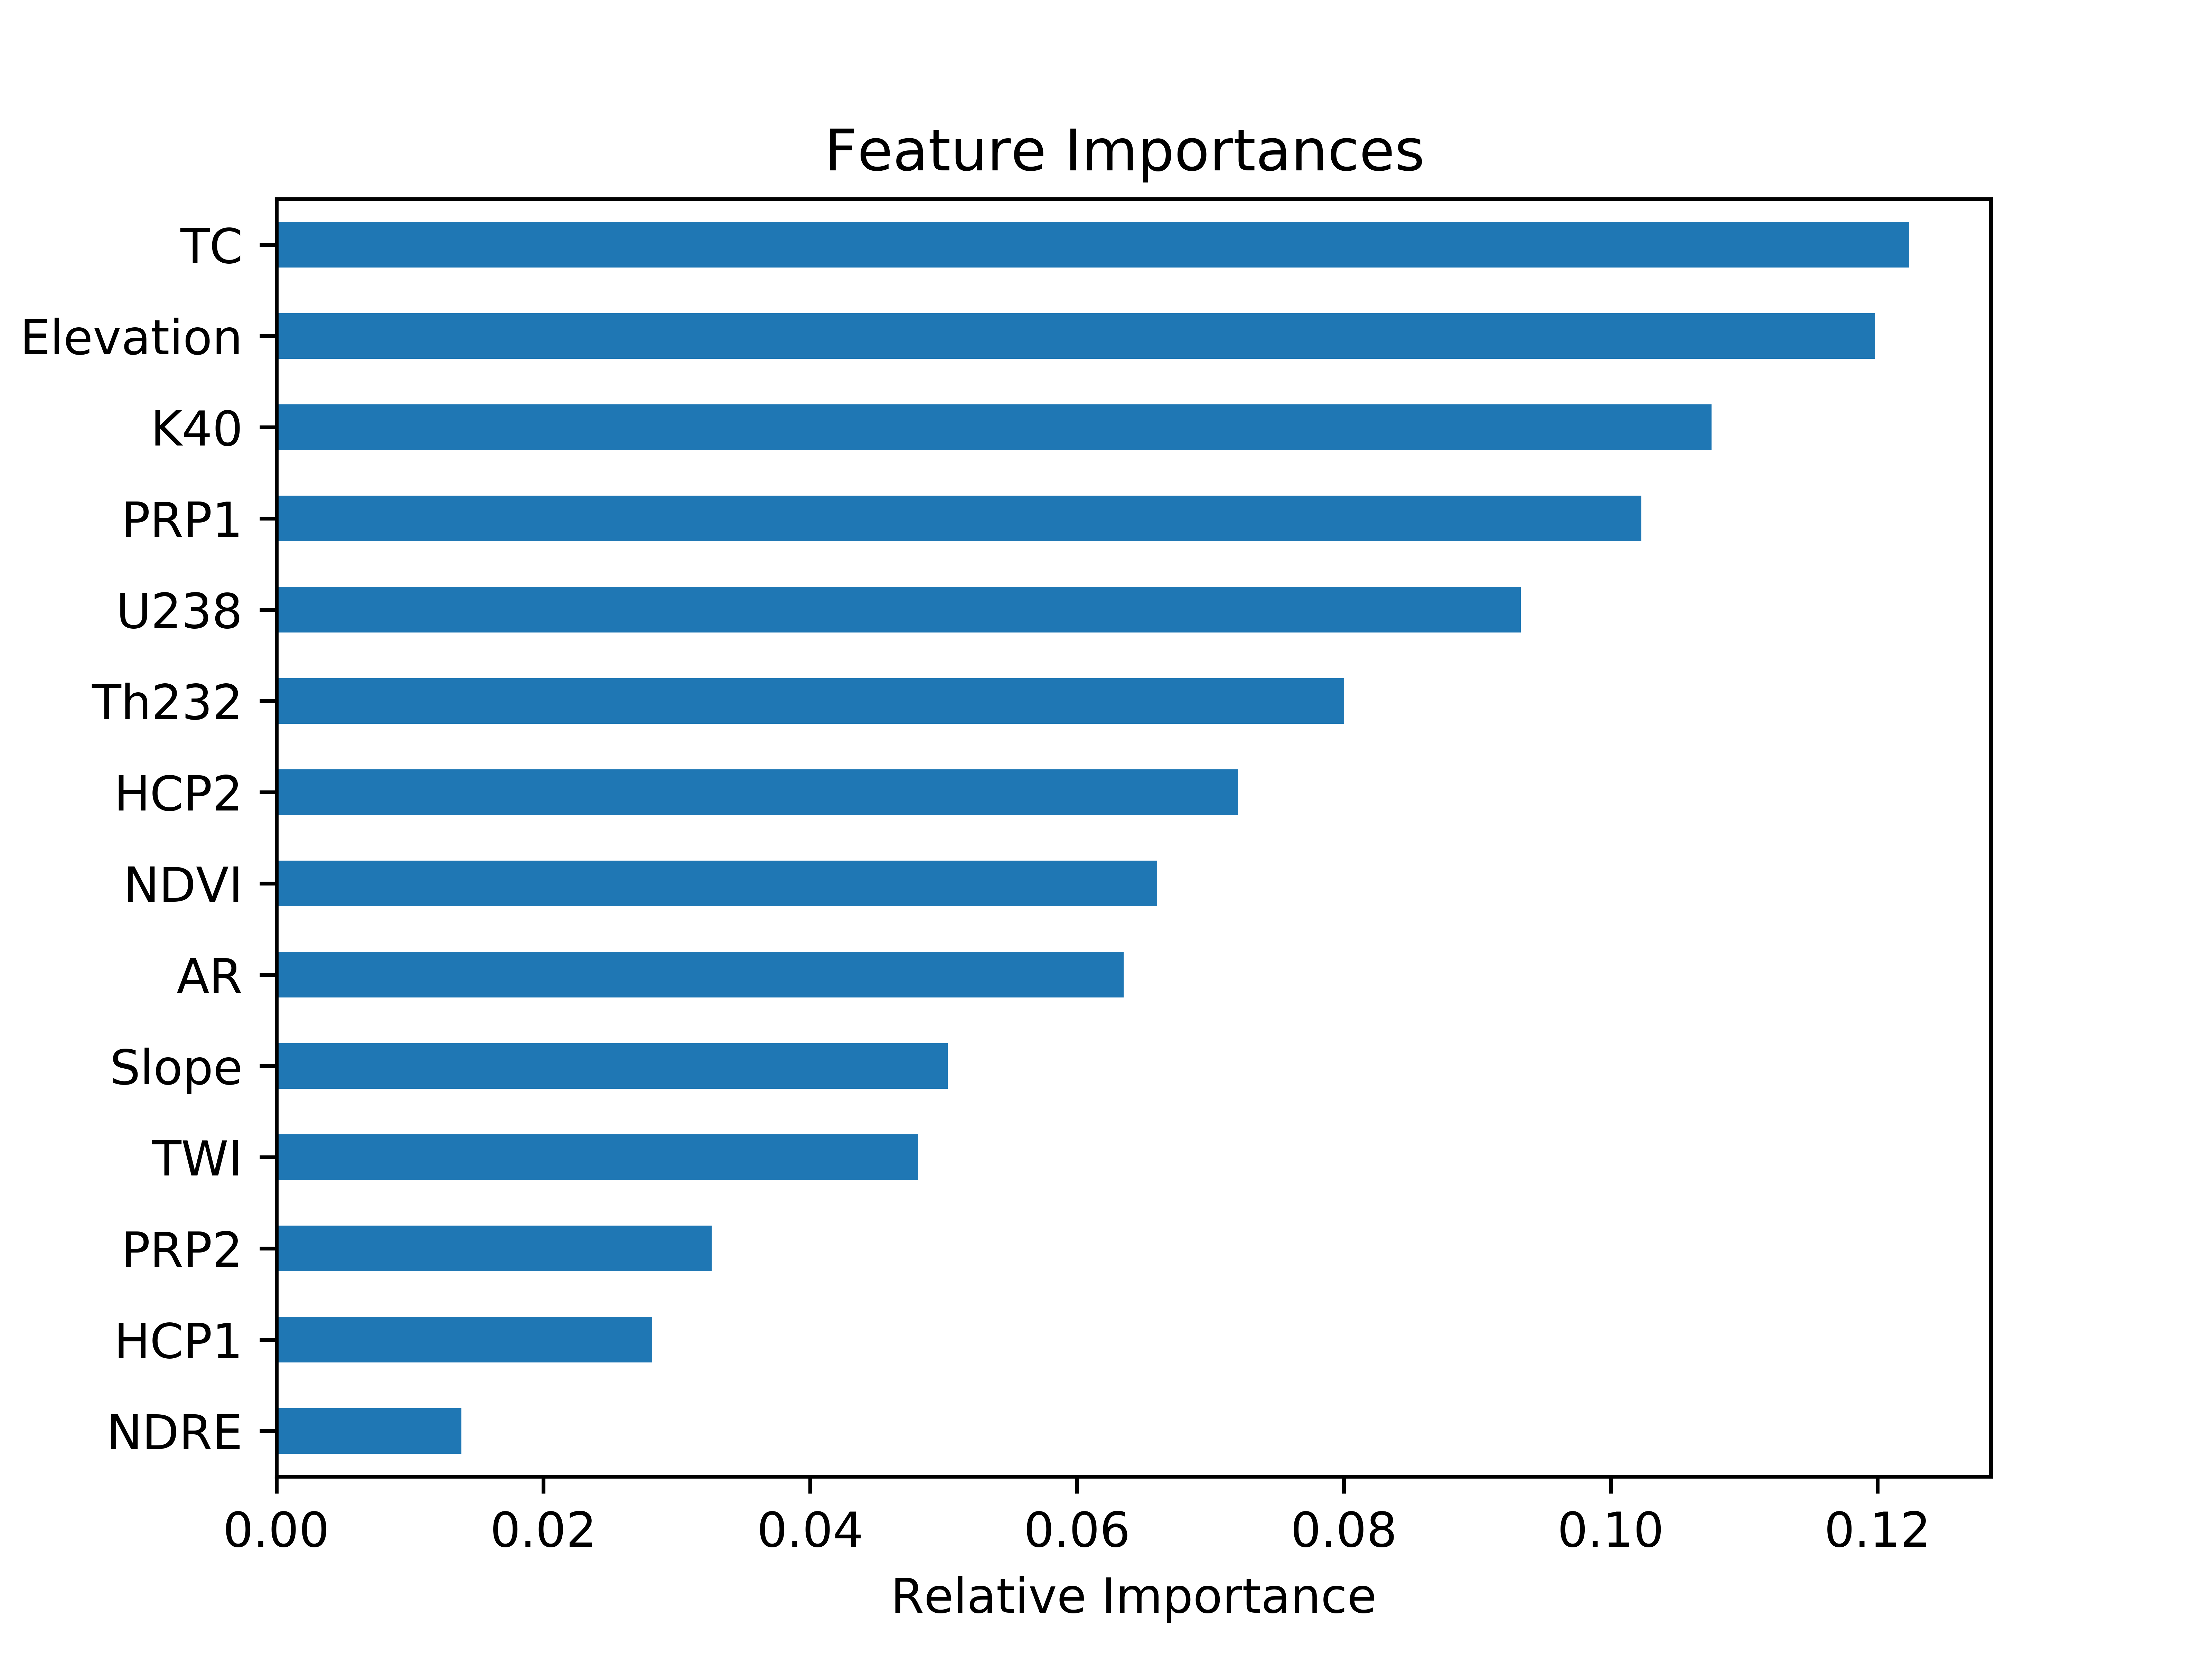 Feature Importances
TC
Elevation
K40
PRP1
U238
Th232
HCP2
NDVI
AR
Slope
TWI
PRP2
HCP1
NDRE
0.00 0.02 0.04 0.06 0.08 0.10 0.12
Relative Importance